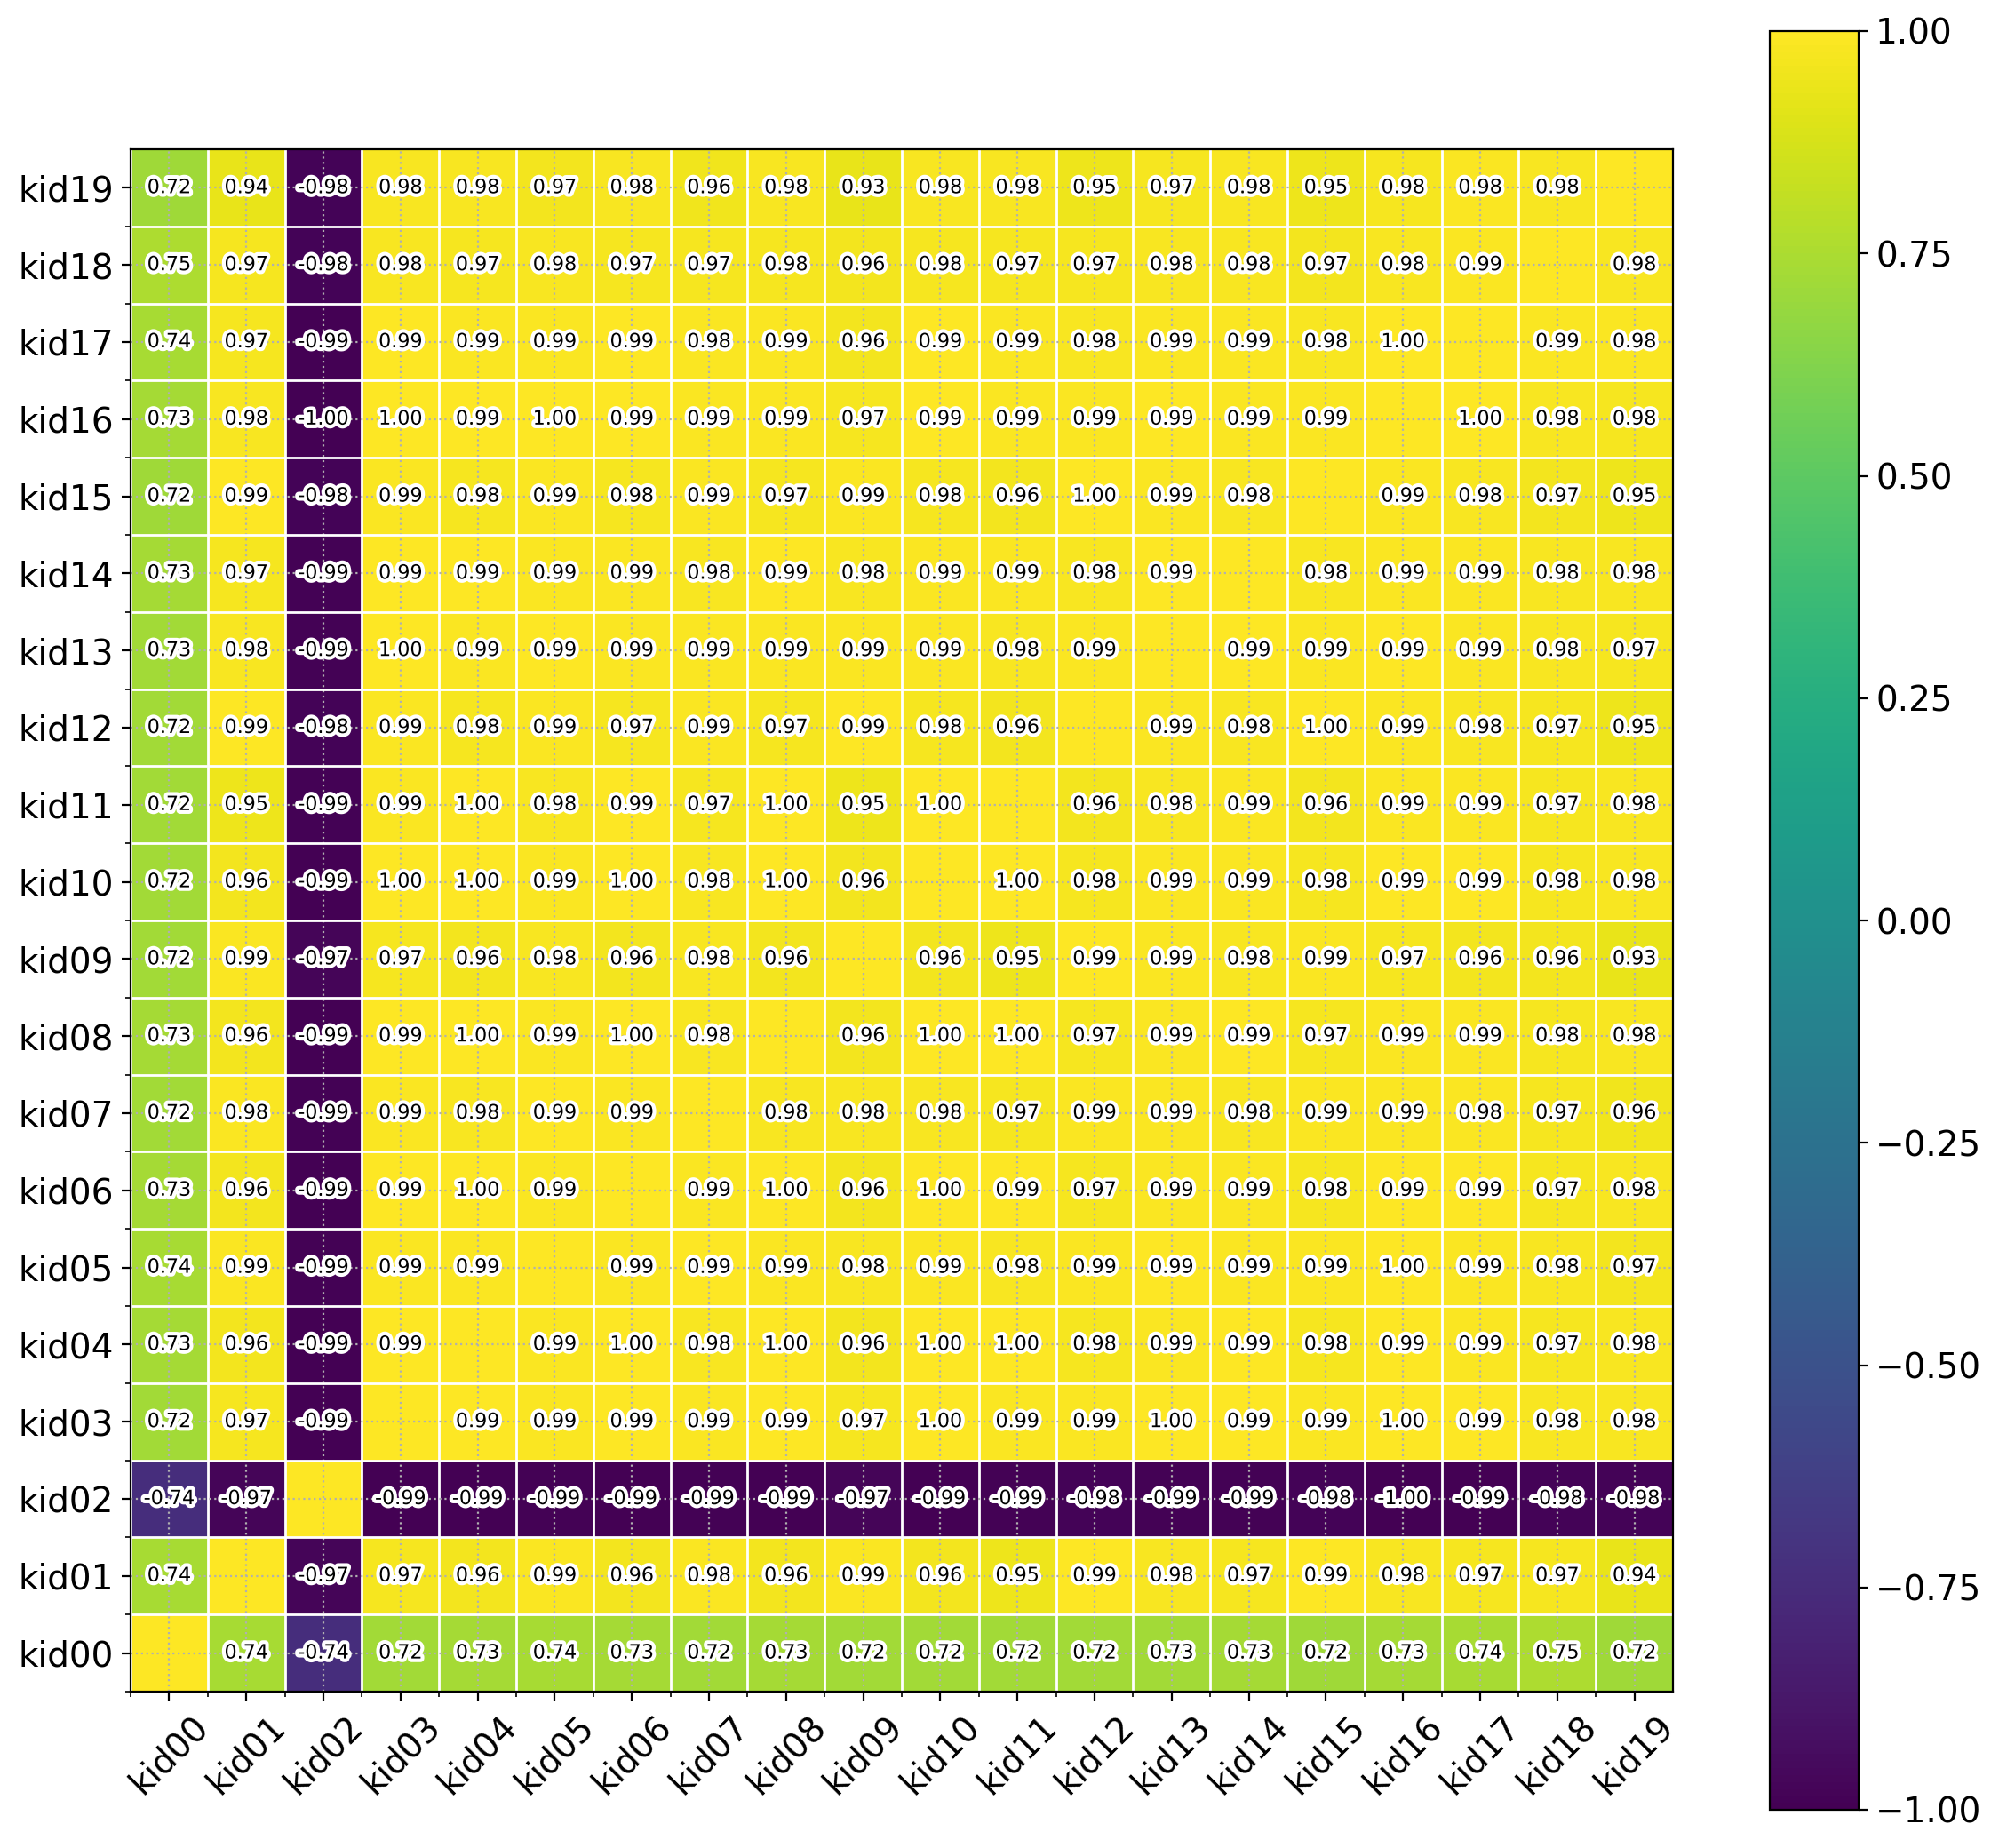 1.00
kid19 0.72 0.94 -0.98 0.98 0.98 0.97 0.98 0.96 0.98 0.93 0.98 0.98 0.95 0.97 0.98 0.95 0.98 0.98 0.98
0.75
kid18 0.75 0.97 -0.98 0.98 0.97 0.98 0.97 0.97 0.98 0.96 0.98 0.97 0.97 0.98 0.98 0.97 0.98 0.99 0.98
kid17 0.74 0.97 -0.99 0.99 0.99 0.99 0.99 0.98 0.99 0.96 0.99 0.99 0.98 0.99 0.99 0.98 1.00 0.99 0.98
kid16 0.73 0.98 -1.00 1.00 0.99 1.00 0.99 0.99 0.99 0.97 0.99 0.99 0.99 0.99 0.99 0.99 1.00 0.98 0.98
0.50
kid15 0.72 0.99 -0.98 0.99 0.98 0.99 0.98 0.99 0.97 0.99 0.98 0.96 1.00 0.99 0.98 0.99 0.98 0.97 0.95
kid14 0.73 0.97 -0.99 0.99 0.99 0.99 0.99 0.98 0.99 0.98 0.99 0.99 0.98 0.99 0.98 0.99 0.99 0.98 0.98
kid13 0.73 0.98 -0.99 1.00 0.99 0.99 0.99 0.99 0.99 0.99 0.99 0.98 0.99 0.99 0.99 0.99 0.99 0.98 0.97
0.25
kid12 0.72 0.99 -0.98 0.99 0.98 0.99 0.97 0.99 0.97 0.99 0.98 0.96 0.99 0.98 1.00 0.99 0.98 0.97 0.95
kid11 0.72 0.95 -0.99 0.99 1.00 0.98 0.99 0.97 1.00 0.95 1.00 0.96 0.98 0.99 0.96 0.99 0.99 0.97 0.98
kid10 0.72 0.96 -0.99 1.00 1.00 0.99 1.00 0.98 1.00 0.96 1.00 0.98 0.99 0.99 0.98 0.99 0.99 0.98 0.98
0.00
kid09 0.72 0.99 -0.97 0.97 0.96 0.98 0.96 0.98 0.96 0.96 0.95 0.99 0.99 0.98 0.99 0.97 0.96 0.96 0.93
kid08 0.73 0.96 -0.99 0.99 1.00 0.99 1.00 0.98 0.96 1.00 1.00 0.97 0.99 0.99 0.97 0.99 0.99 0.98 0.98
kid07 0.72 0.98 -0.99 0.99 0.98 0.99 0.99 0.98 0.98 0.98 0.97 0.99 0.99 0.98 0.99 0.99 0.98 0.97 0.96
−0.25
kid06 0.73 0.96 -0.99 0.99 1.00 0.99 0.99 1.00 0.96 1.00 0.99 0.97 0.99 0.99 0.98 0.99 0.99 0.97 0.98
kid05 0.74 0.99 -0.99 0.99 0.99 0.99 0.99 0.99 0.98 0.99 0.98 0.99 0.99 0.99 0.99 1.00 0.99 0.98 0.97
kid04 0.73 0.96 -0.99 0.99 0.99 1.00 0.98 1.00 0.96 1.00 1.00 0.98 0.99 0.99 0.98 0.99 0.99 0.97 0.98
−0.50
kid03 0.72 0.97 -0.99 0.99 0.99 0.99 0.99 0.99 0.97 1.00 0.99 0.99 1.00 0.99 0.99 1.00 0.99 0.98 0.98
kid02 -0.74 -0.97 -0.99 -0.99 -0.99 -0.99 -0.99 -0.99 -0.97 -0.99 -0.99 -0.98 -0.99 -0.99 -0.98 -1.00 -0.99 -0.98 -0.98
kid01 0.74 -0.97 0.97 0.96 0.99 0.96 0.98 0.96 0.99 0.96 0.95 0.99 0.98 0.97 0.99 0.98 0.97 0.97 0.94
−0.75
kid00 0.74 -0.74 0.72 0.73 0.74 0.73 0.72 0.73 0.72 0.72 0.72 0.72 0.73 0.73 0.72 0.73 0.74 0.75 0.72
kid00 kid01 kid02 kid03 kid04 kid05 kid06 kid07 kid08 kid09 kid10 kid11 kid12 kid13 kid14 kid15 kid16 kid17 kid18 kid19
−1.00